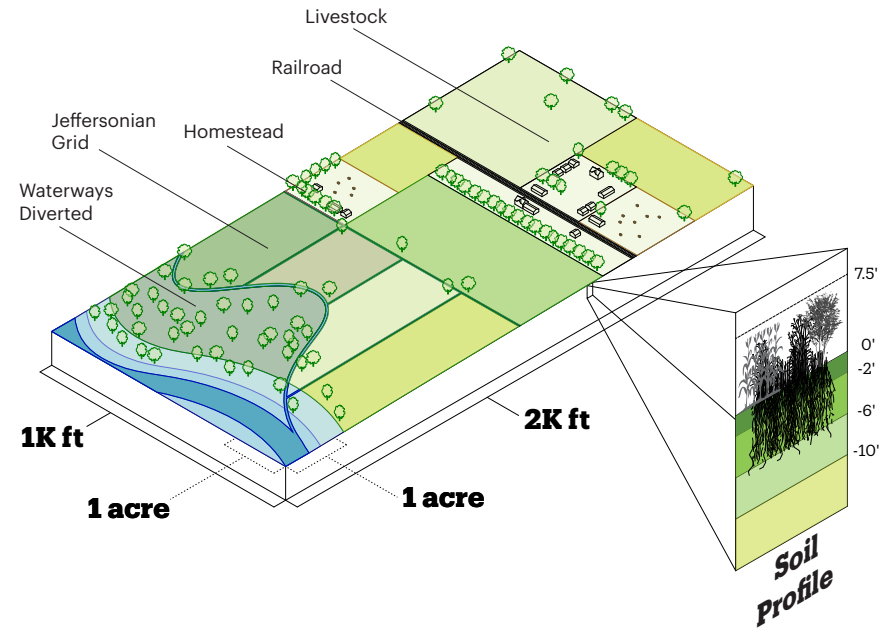 Livestock
Railroad
Jeffersonian
Grid
Homestead
Waterways
Diverted
7.5'
0'
-2'
-6'
-10'
1K ft
2K ft
1 acre
1 acre
Soil
Profile